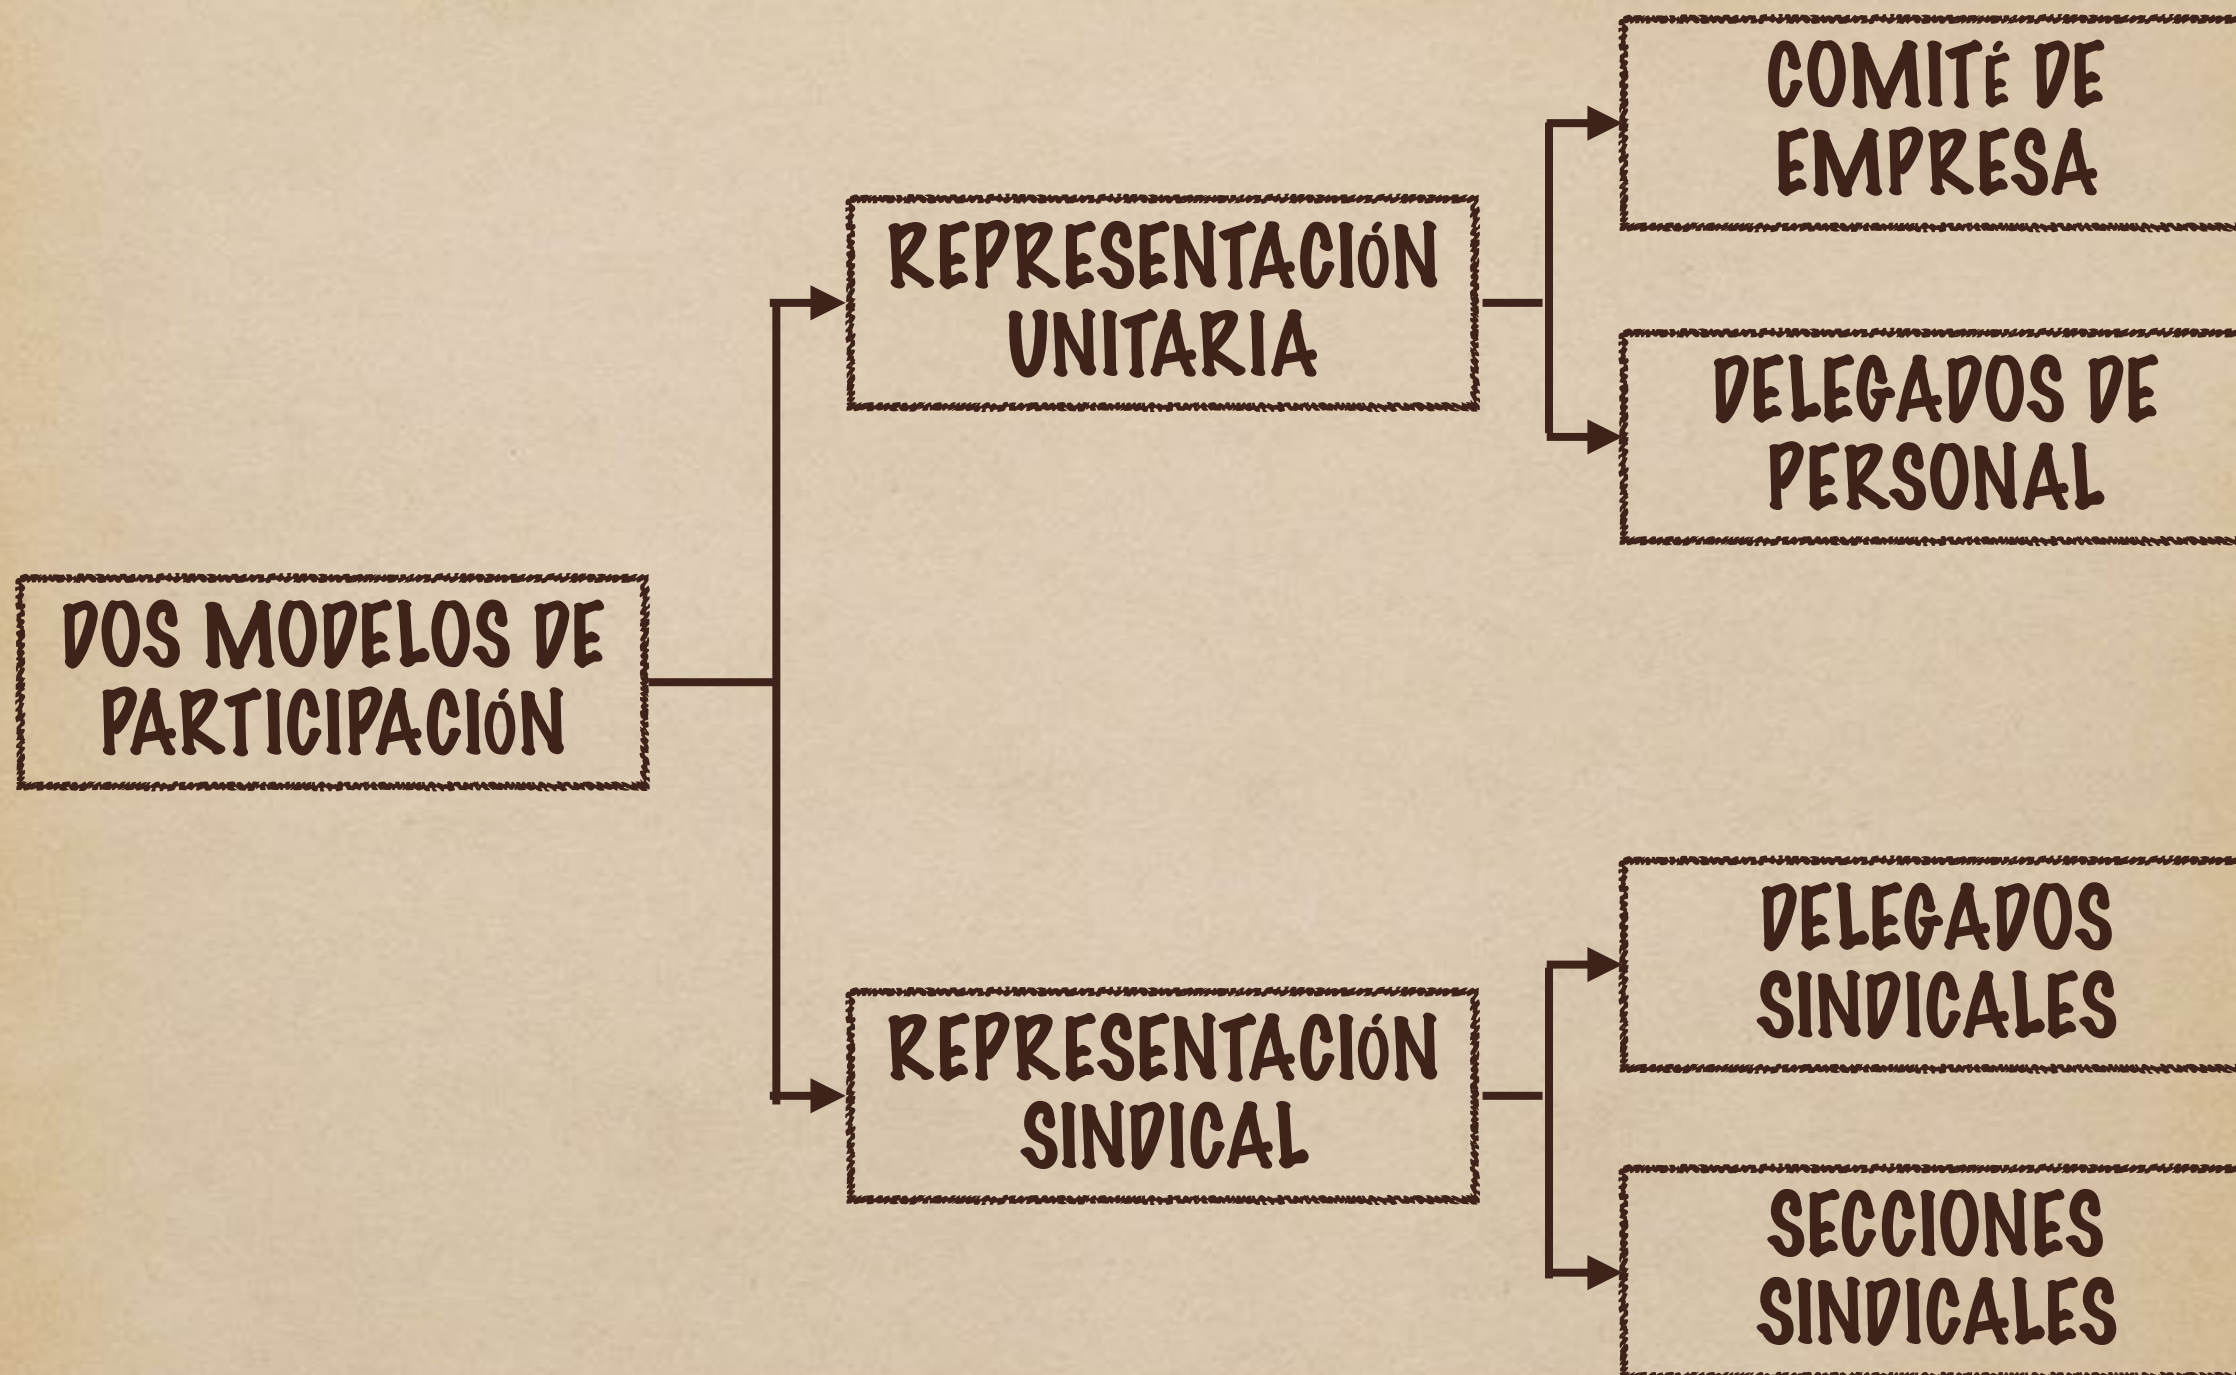 COMITÉ DE
EMPRESA
REPRESENTACIÓN
UNITARIA
DELEGADOS DE
PERSONAL
DOS MODELOS DE
PARTICIPACIÓN
DELEGADOS
SINDICALES
REPRESENTACIÓN
SINDICAL
SECCIONES
SINDICALES